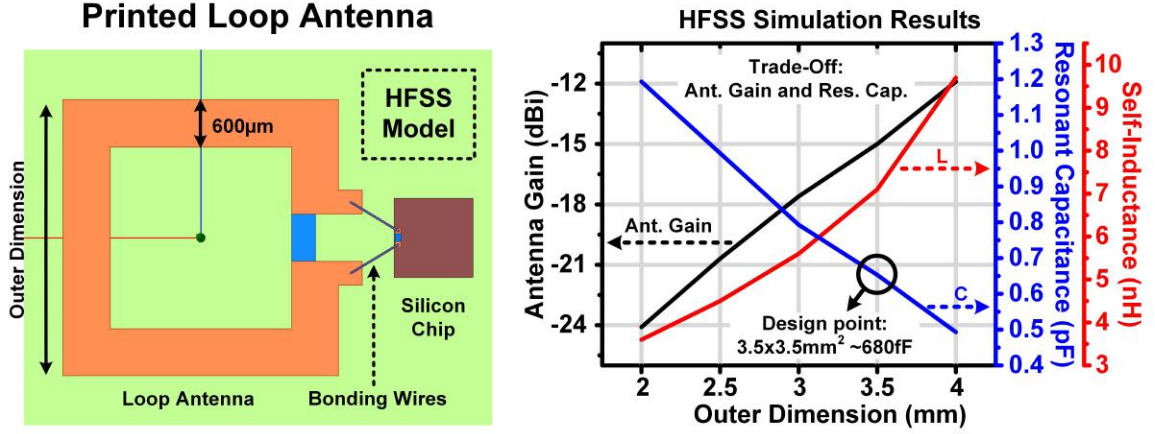 Printed Loop Antenna
600μm
HFSS
Model
Outer Dimension
Silicon
Chip
Loop Antenna
Bonding Wires
HFSS Simulation Results
Trade-Off:
Ant. Gain and Res. Cap.
L
Ant. Gain
C
Design point:
3.5x3.5mm² ~680fF
Antenna Gain (dBi)
-12
-15
-18
-21
-24
1.3
1.2
1.1
1.0
0.9
0.8
0.7
0.6
0.5
0.4
Resonant Capacitance (pF)
10
9
8
7
6
5
4
3
Self-Inductance (nH)
2
2.5
3
3.5
4
Outer Dimension (mm)